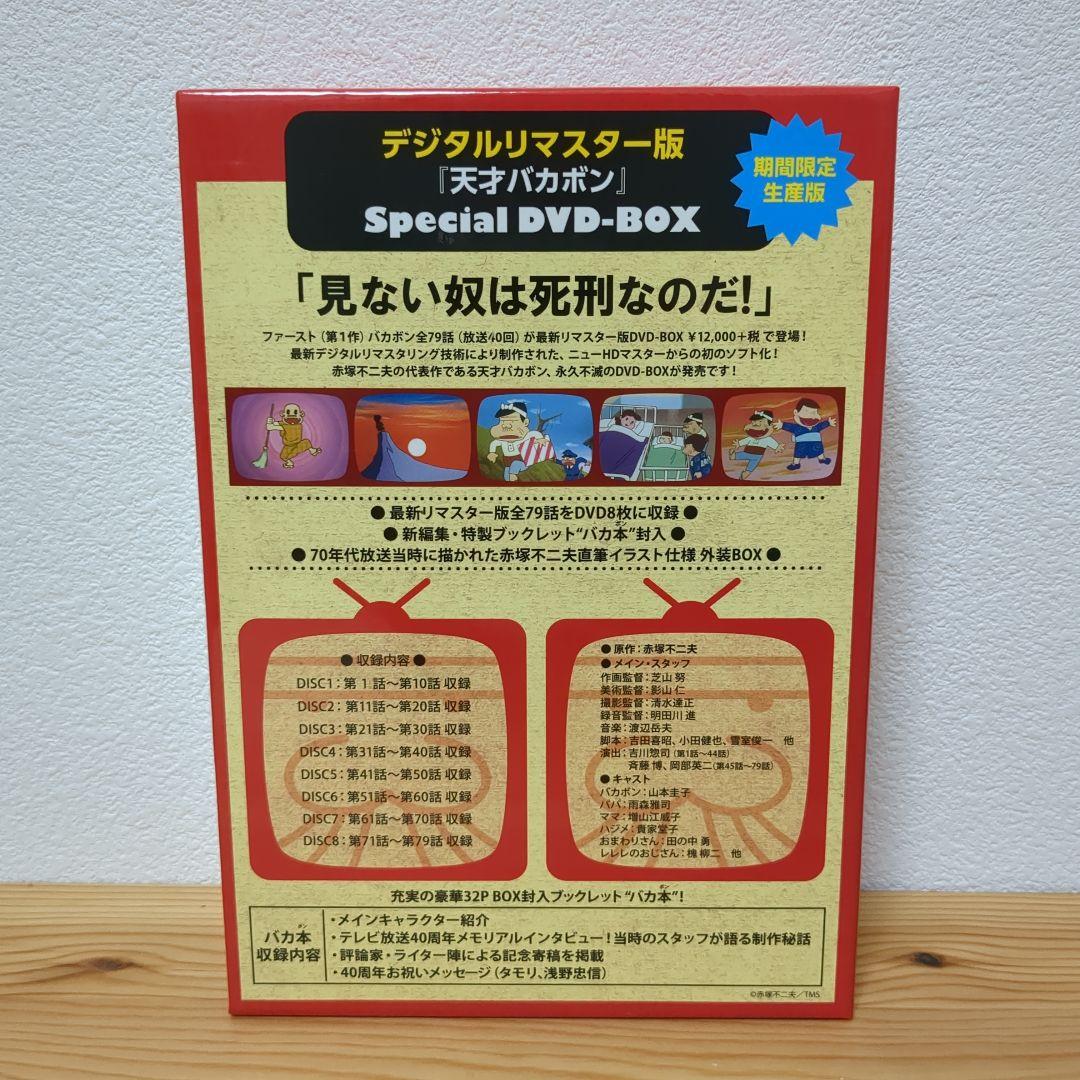 デジタルリマスター版
『天才バカボン』
Special DVD-BOX
期間限定
生産版
「見ない奴は死刑なのだ!」
ファースト（第1作）バカボン全79話（放送40回）が最新リマスター版DVD-BOX ¥12,000+税 で登場！
最新デジタルリマスタリング技術により制作された、ニューHDマスターからの初のソフト化！
赤塚不二夫の代表作である天才バカボン、永久不滅のDVD-BOXが発売です！
● 最新リマスター版全79話をDVD8枚に収録 ●
● 新編集・特製ブックレット“バカ本”封入 ●
ボン
● 70年代放送当時に描かれた赤塚不二夫直筆イラスト仕様 外装BOX ●
● 収録内容 ●
DISC1：第 1 話～第10話 収録
DISC2：第11話～第20話 収録
DISC3：第21話～第30話 収録
DISC4：第31話～第40話 収録
DISC5：第41話～第50話 収録
DISC6：第51話～第60話 収録
DISC7：第61話～第70話 収録
DISC8：第71話～第79話 収録
● 原作：赤塚不二夫
● メイン・スタッフ
作画監督：芝山 努
美術監督：影山 仁
撮影監督：清水達正
録音監督：明田川 進
音楽：渡辺岳夫
脚本：吉田喜昭、小田健也、雪室俊一　他
演出：吉川惣司（第1話～44話）
斉藤 博、岡部英二（第45話～79話）
● キャスト
バカボン：山本圭子
パパ：雨森雅司
ママ：増山江威子
ハジメ：貴家堂子
おまわりさん：田の中 勇
レレレのおじさん：槐 柳二　他
充実の豪華32P BOX封入ブックレット“バカ本”！
ボン
バカ本
ボン
収録内容
・メインキャラクター紹介
・テレビ放送40周年メモリアルインタビュー！当時のスタッフが語る制作秘話
・評論家・ライター陣による記念寄稿を掲載
・40周年お祝いメッセージ（タモリ、浅野忠信）
©赤塚不二夫／TMS